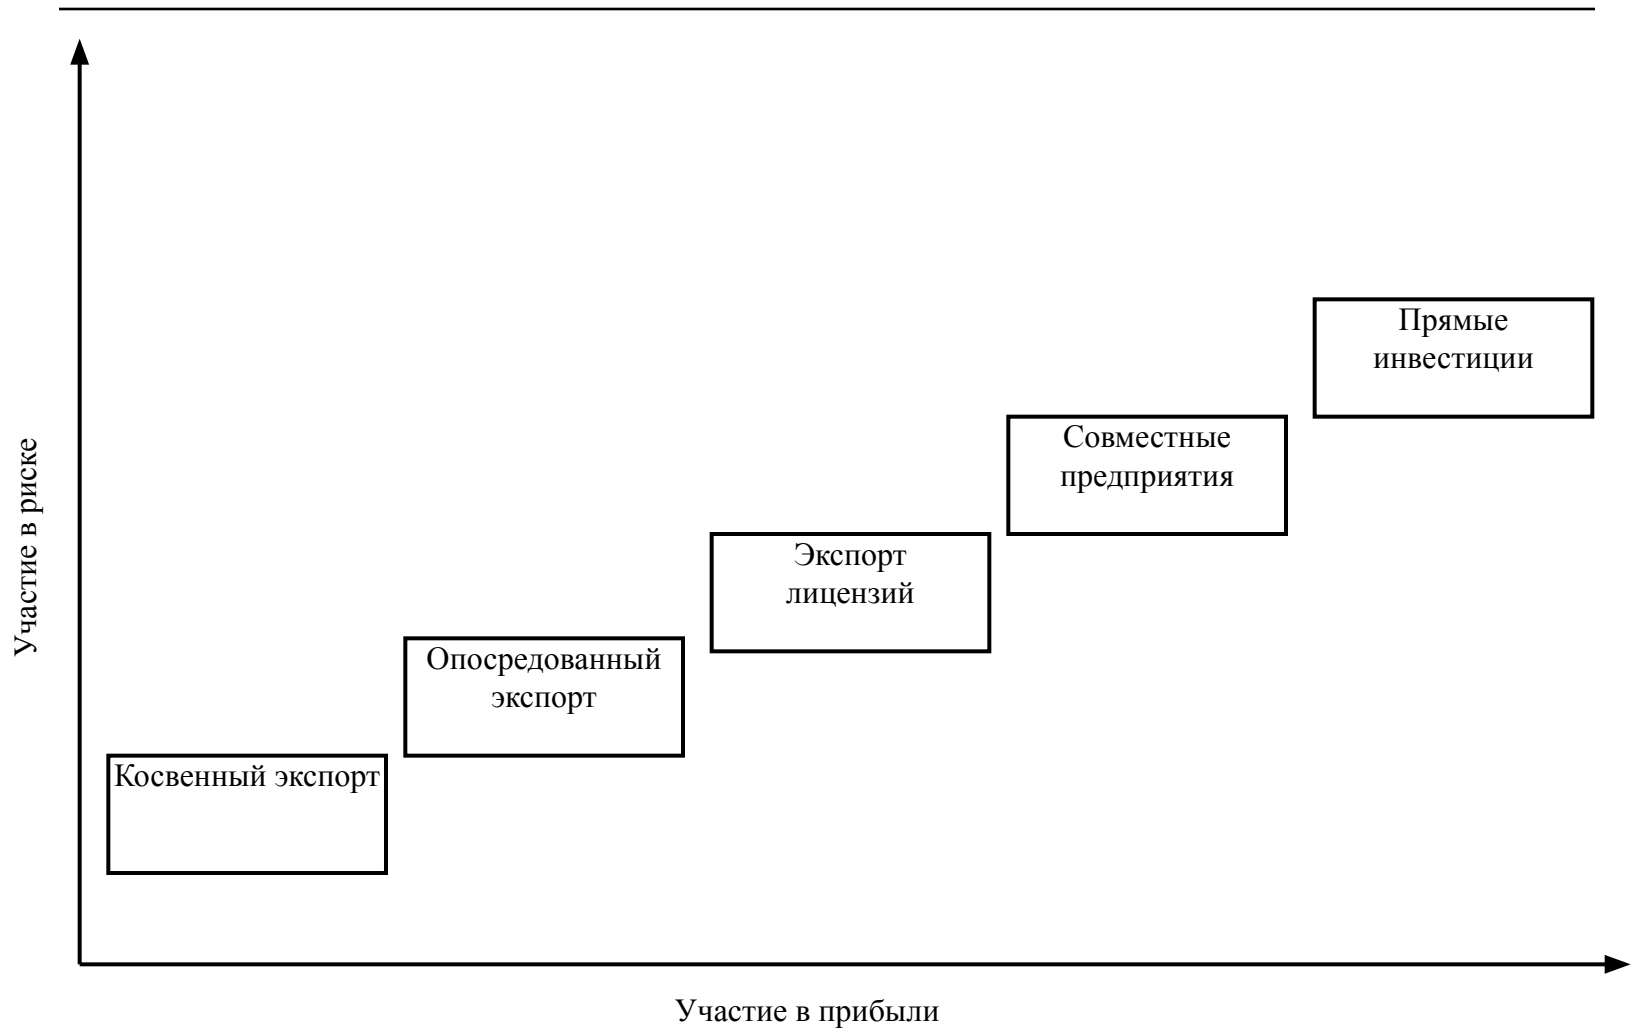 Прямые
инвестиции
Совместные
предприятия
Экспорт
лицензий
Опосредованный
экспорт
Косвенный экспорт
Участие в риске
Участие в прибыли